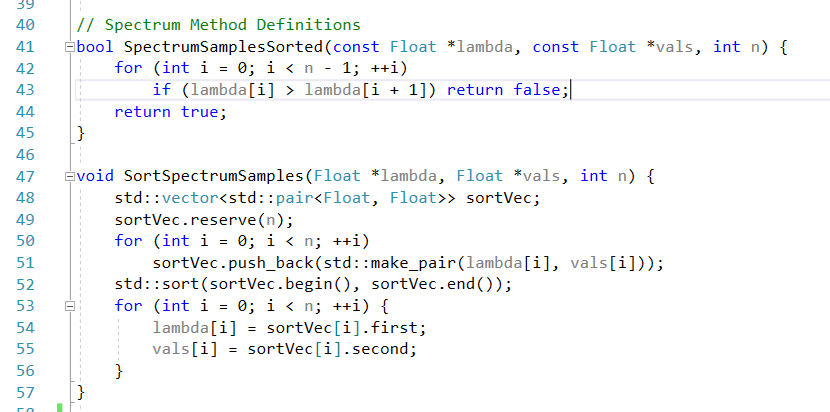 39
40 // Spectrum Method Definitions
41 bool SpectrumSamplesSorted(const Float *lambda, const Float *vals, int n) {
42     for (int i = 0; i < n - 1; ++i)
43         if (lambda[i] > lambda[i + 1]) return false;
44     return true;
45 }
46
47 void SortSpectrumSamples(Float *lambda, Float *vals, int n) {
48     std::vector<std::pair<Float, Float>> sortVec;
49     sortVec.reserve(n);
50     for (int i = 0; i < n; ++i)
51         sortVec.push_back(std::make_pair(lambda[i], vals[i]));
52     std::sort(sortVec.begin(), sortVec.end());
53     for (int i = 0; i < n; ++i) {
54         lambda[i] = sortVec[i].first;
55         vals[i] = sortVec[i].second;
56     }
57 }
58